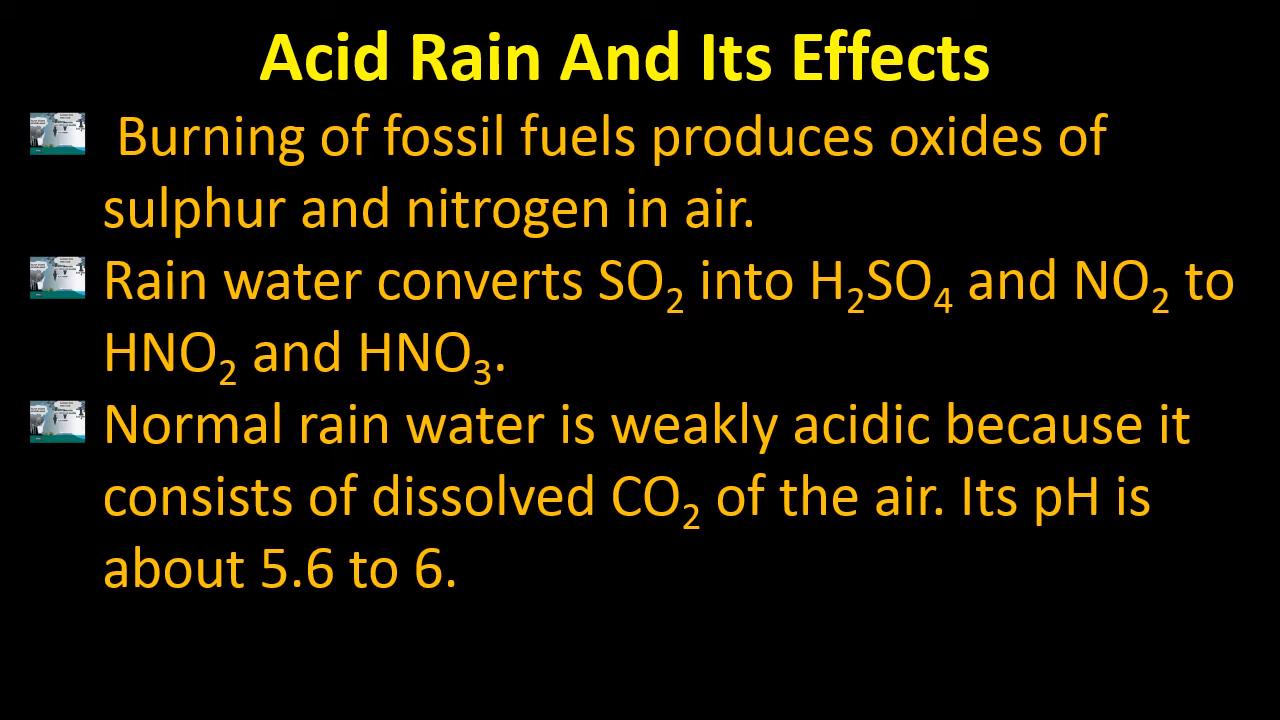 Acid Rain And Its Effects
Burning of fossil fuels produces oxides of
sulphur and nitrogen in air.
Rain water converts SO₂ into H₂SO₄ and NO₂ to
HNO₂ and HNO₃.
Normal rain water is weakly acidic because it
consists of dissolved CO₂ of the air. Its pH is
about 5.6 to 6.